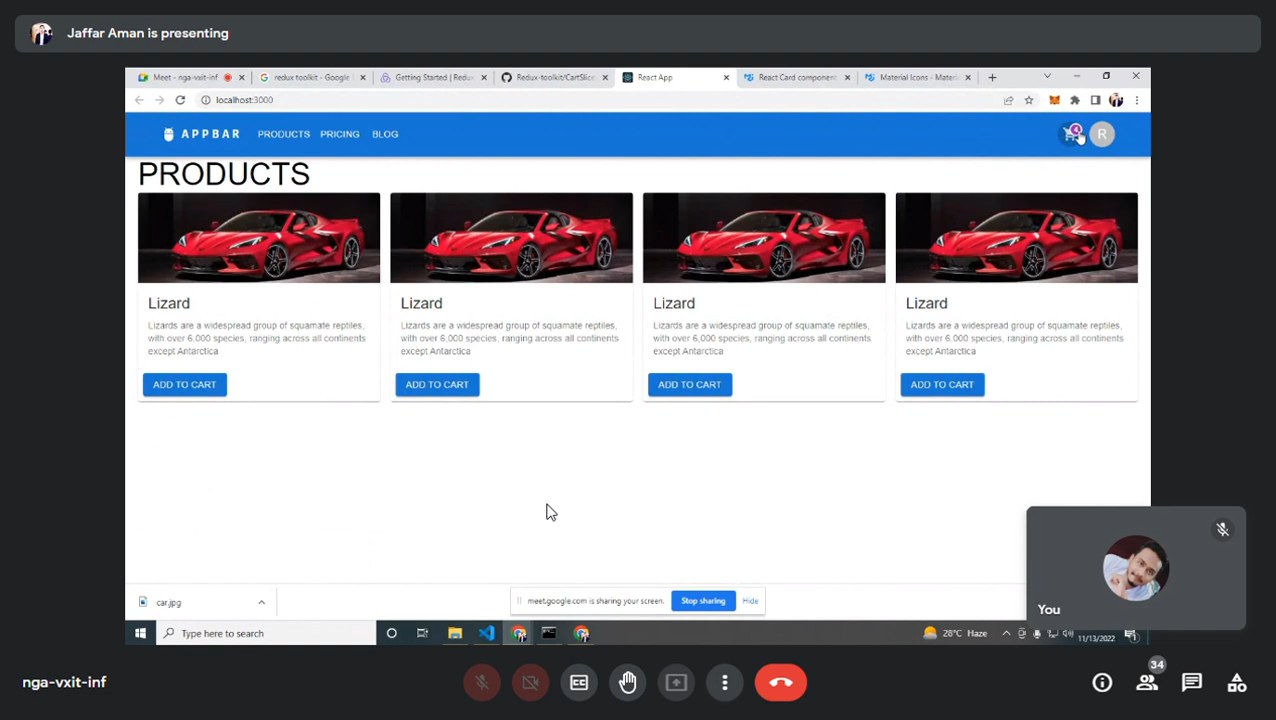 Jaffar Aman is presenting
Meet - nga-vxit-inf
redux toolkit - Google S
Getting Started | Redux
Redux-toolkit/CartSlice
React App
React Card component
Material Icons - Materi
localhost:3000
APPBAR
PRODUCTS
PRICING
BLOG
4
R
PRODUCTS
Lizard
Lizards are a widespread group of squamate reptiles,
with over 6,000 species, ranging across all continents
except Antarctica
ADD TO CART
Lizard
Lizards are a widespread group of squamate reptiles,
with over 6,000 species, ranging across all continents
except Antarctica
ADD TO CART
Lizard
Lizards are a widespread group of squamate reptiles,
with over 6,000 species, ranging across all continents
except Antarctica
ADD TO CART
Lizard
Lizards are a widespread group of squamate reptiles,
with over 6,000 species, ranging across all continents
except Antarctica
ADD TO CART
You
car.jpg
meet.google.com is sharing your screen.
Stop sharing
Hide
Type here to search
28°C Haze
11/13/2022
nga-vxit-inf
CC
34